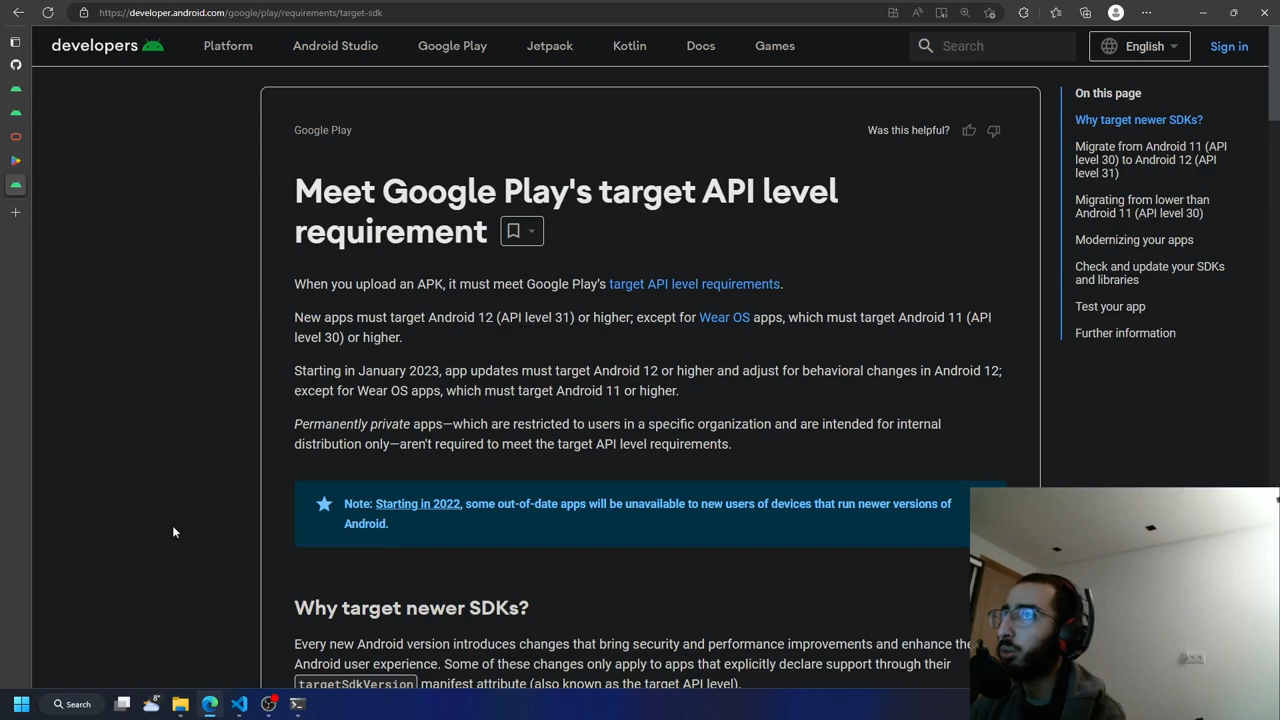 https://developer.android.com/google/play/requirements/target-sdk
developers
Platform
Android Studio
Google Play
Jetpack
Kotlin
Docs
Games
Search
English
Sign in
Google Play
Was this helpful?
Meet Google Play's target API level
requirement
When you upload an APK, it must meet Google Play's target API level requirements.
New apps must target Android 12 (API level 31) or higher; except for Wear OS apps, which must target Android 11 (API
level 30) or higher.
Starting in January 2023, app updates must target Android 12 or higher and adjust for behavioral changes in Android 12;
except for Wear OS apps, which must target Android 11 or higher.
Permanently private apps—which are restricted to users in a specific organization and are intended for internal
distribution only—aren't required to meet the target API level requirements.
Note: Starting in 2022, some out-of-date apps will be unavailable to new users of devices that run newer versions of
Android.
Why target newer SDKs?
Every new Android version introduces changes that bring security and performance improvements and enhance the
Android user experience. Some of these changes only apply to apps that explicitly declare support through their
targetSdkVersion manifest attribute (also known as the target API level).
On this page
Why target newer SDKs?
Migrate from Android 11 (API
level 30) to Android 12 (API
level 31)
Migrating from lower than
Android 11 (API level 30)
Modernizing your apps
Check and update your SDKs
and libraries
Test your app
Further information
Search
8°